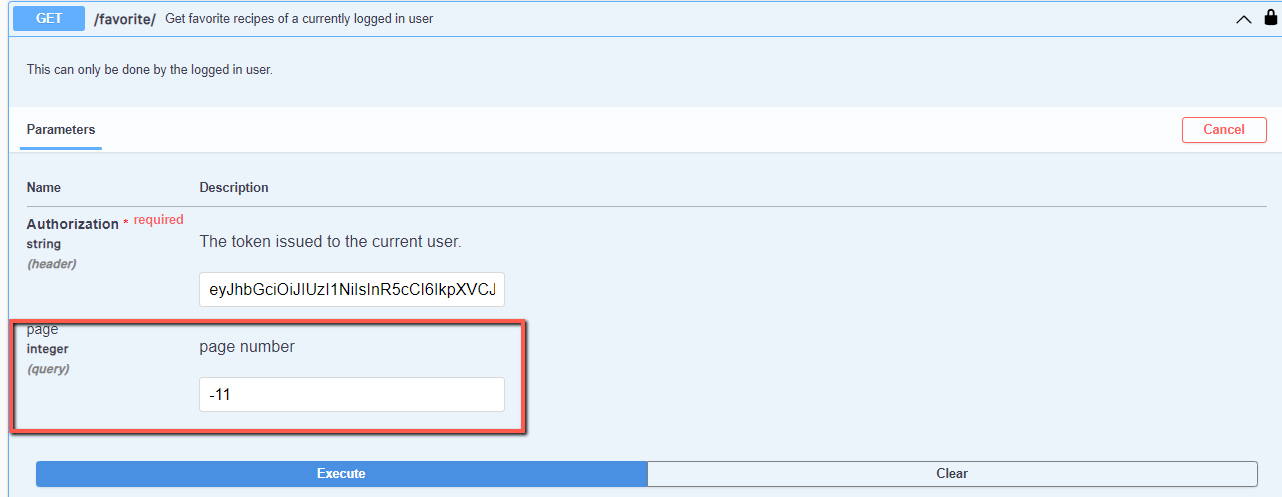 GET /favorite/ Get favorite recipes of a currently logged in user
This can only be done by the logged in user.
Parameters Cancel
Name Description
Authorization * required
string
(header)
The token issued to the current user.
eyJhbGciOiJIUzI1NiIsInR5cCI6IkpXVCJ
page
integer
(query)
page number
-11
Execute Clear